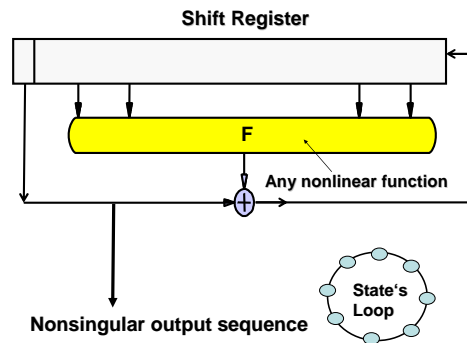 Shift Register
F
Any nonlinear function
+
State‘s
Loop
Nonsingular output sequence